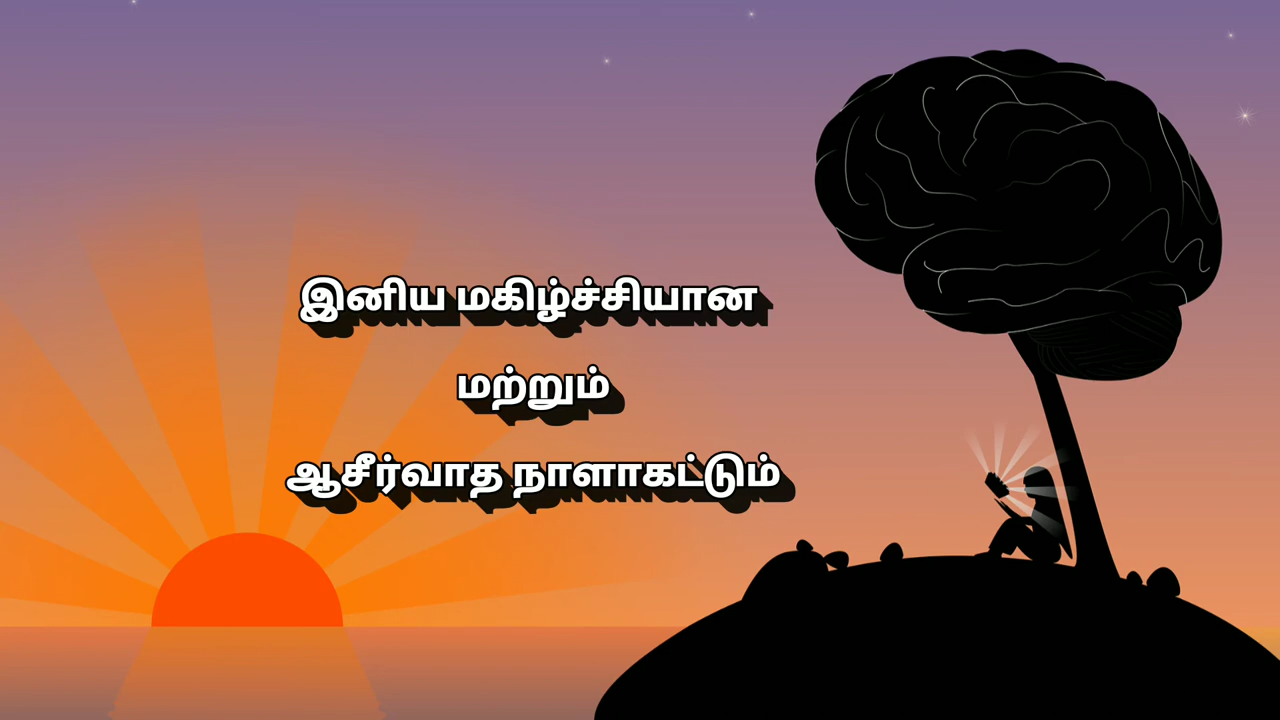 இனிய மகிழ்ச்சியான
மற்றும்
ஆசீர்வாத நாளாகட்டும்